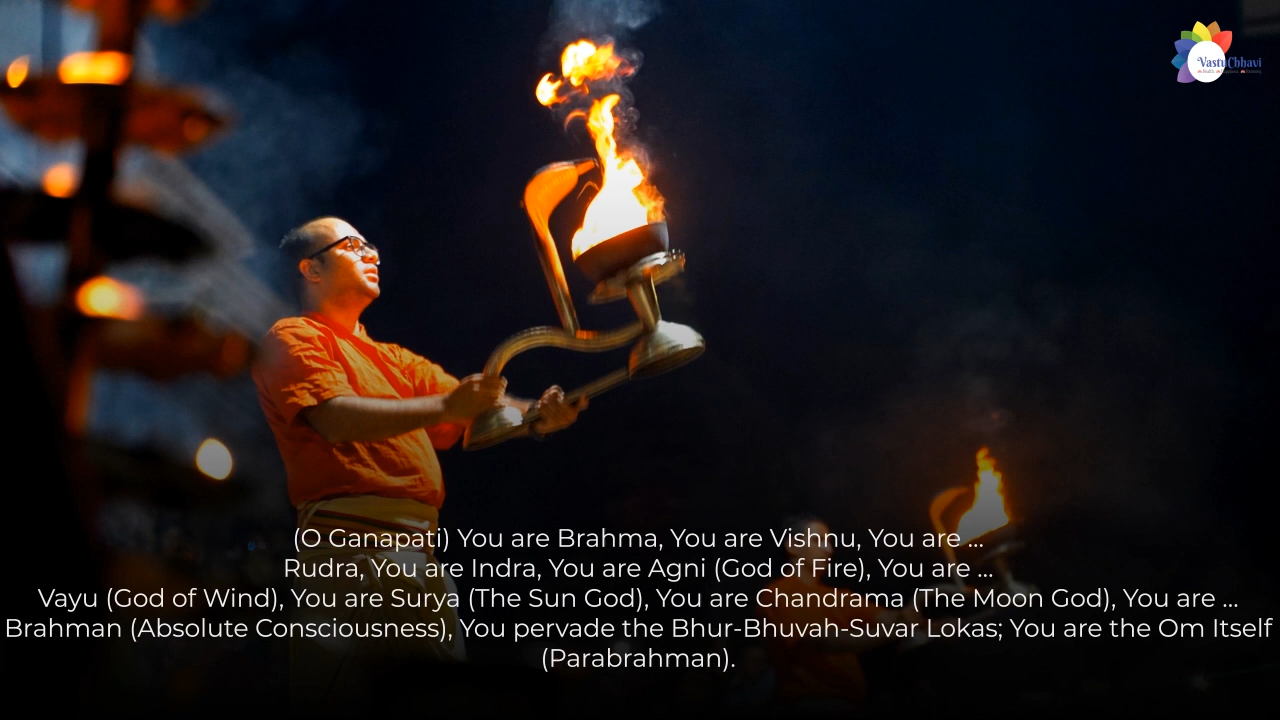 VastuChhavi
(O Ganapati) You are Brahma, You are Vishnu, You are ...
Rudra, You are Indra, You are Agni (God of Fire), You are ...
Vayu (God of Wind), You are Surya (The Sun God), You are Chandrama (The Moon God), You are ...
Brahman (Absolute Consciousness), You pervade the Bhur-Bhuvah-Suvar Lokas; You are the Om Itself
(Parabrahman).